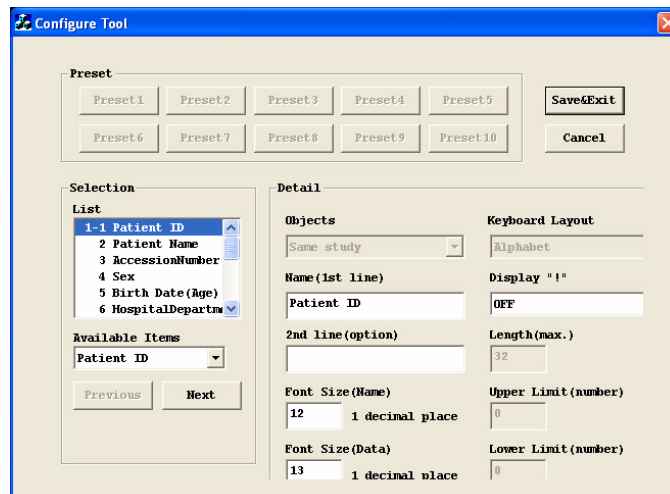 Configure Tool
Preset
Preset1 Preset2 Preset3 Preset4 Preset5
Save&Exit
Preset6 Preset7 Preset8 Preset9 Preset10
Cancel
Selection
List
1-1 Patient ID
2 Patient Name
3 AccessionNumber
4 Sex
5 Birth Date(Age)
6 HospitalDepartm
Available Items
Patient ID
Previous Next
Detail
Objects
Same study
Keyboard Layout
Alphabet
Name(1st line)
Patient ID
Display "!"
OFF
2nd line(option)
Length(max.)
32
Font Size(Name)
12 1 decimal place
Upper Limit(number)
0
Font Size(Data)
13 1 decimal place
Lower Limit(number)
0